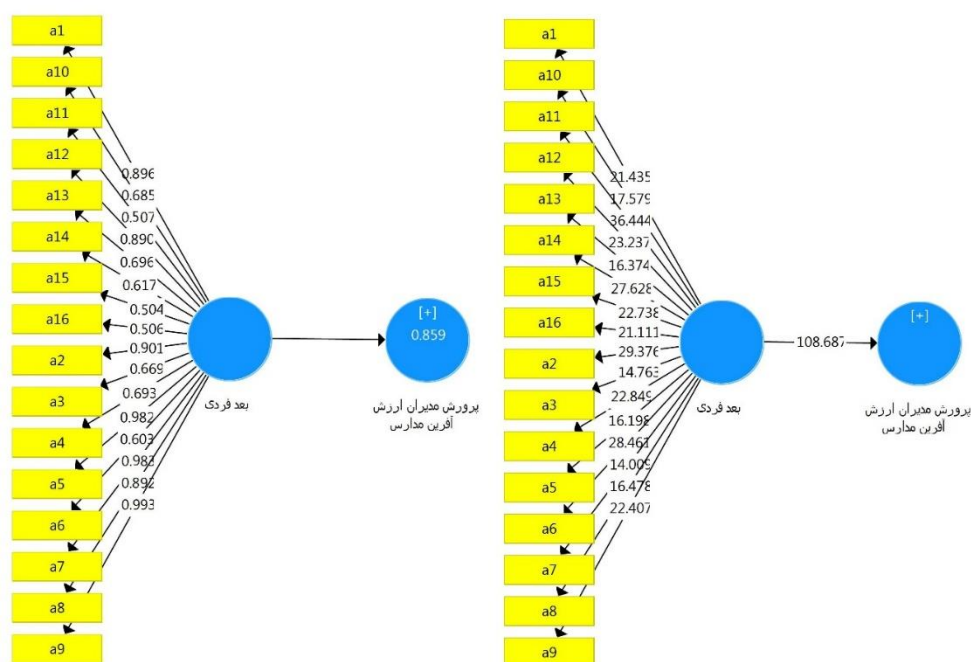 a1
a10
a11
a12
a13
a14
a15
a16
a2
a3
a4
a5
a6
a7
a8
a9
0.896
0.685
0.507
0.890
0.696
0.617
0.504
0.506
0.901
0.669
0.693
0.982
0.603
0.983
0.892
0.993
بعد فردی
[+]
0.859
پرورش مدیران ارزش
آفرین مدارس
a1
a10
a11
a12
a13
a14
a15
a16
a2
a3
a4
a5
a6
a7
a8
a9
21.435
17.579
36.444
23.237
16.374
27.628
22.738
21.111
29.376
14.763
22.849
16.198
28.461
14.009
16.478
22.407
بعد فردی
108.687
[+]
پرورش مدیران ارزش
آفرین مدارس